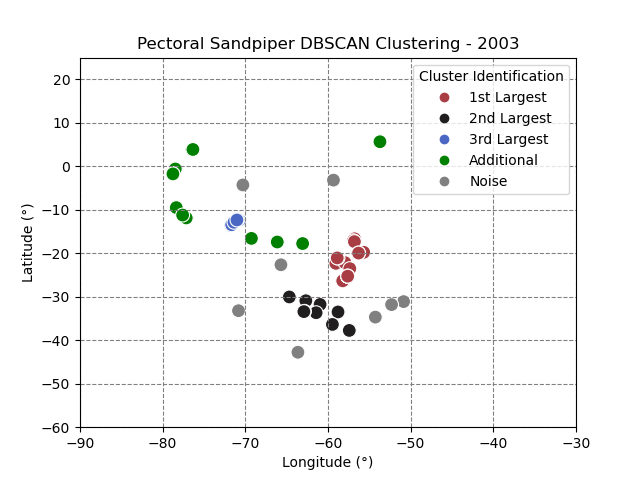 Pectoral Sandpiper DBSCAN Clustering - 2003
Cluster Identification
1st Largest
2nd Largest
3rd Largest
Additional
Noise
Latitude (°)
20
10
0
−10
−20
−30
−40
−50
−60
−90 −80 −70 −60 −50 −40 −30
Longitude (°)